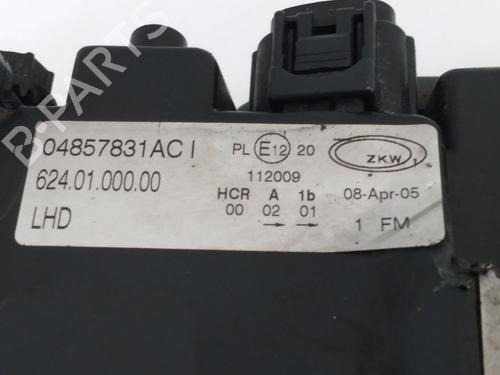 04857831AC I
PL E12 20
ZKW
624.01.000.00
112009
HCR A 1b
08-Apr-05
00 02 01
LHD
1 FM
B-PARTS